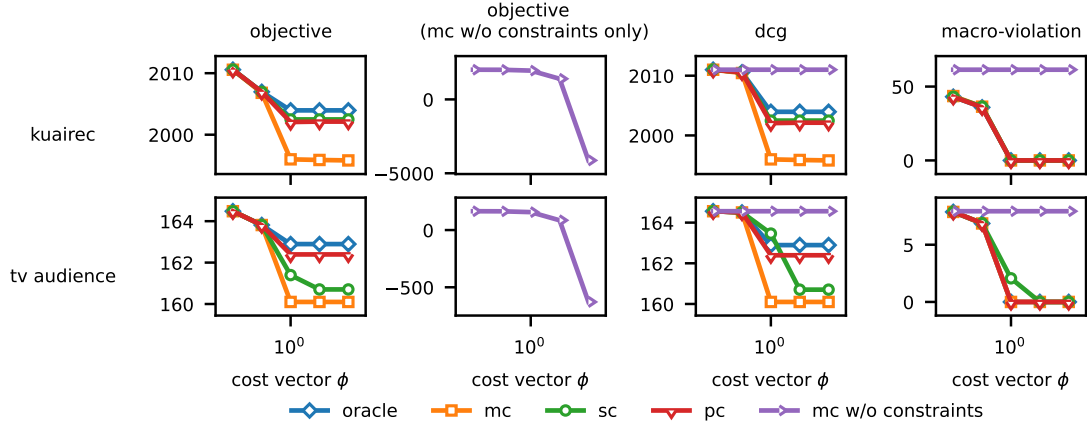 objective
objective
(mc w/o constraints only)
dcg
macro-violation
kuairec
2010
2000
0
−5000
2010
2000
50
0
tv audience
164
162
160
0
−500
164
162
160
5
0
10⁰
10⁰
10⁰
10⁰
cost vector ϕ
cost vector ϕ
cost vector ϕ
cost vector ϕ
oracle
mc
sc
pc
mc w/o constraints